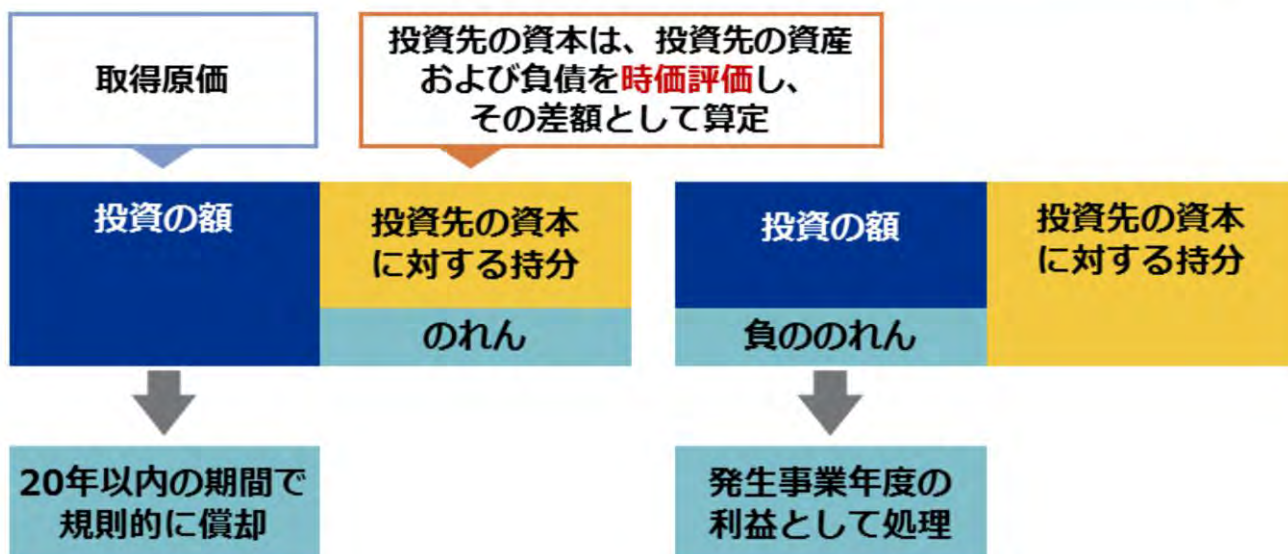 取得原価
投資先の資本は、投資先の資産
および負債を時価評価し、
その差額として算定
投資の額
投資先の資本
に対する持分
のれん
投資の額
負ののれん
投資先の資本
に対する持分
20年以内の期間で
規則的に償却
発生事業年度の
利益として処理